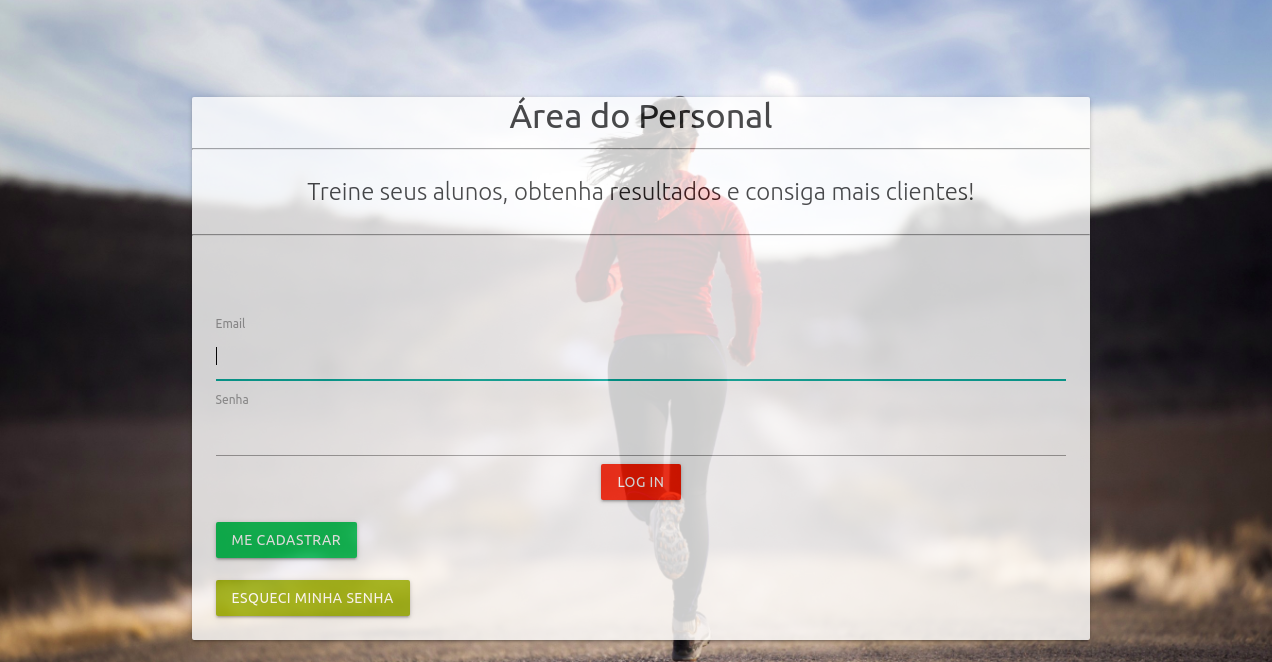 Área do Personal
Treine seus alunos, obtenha resultados e consiga mais clientes!
Email
Senha
LOG IN
ME CADASTRAR
ESQUECI MINHA SENHA